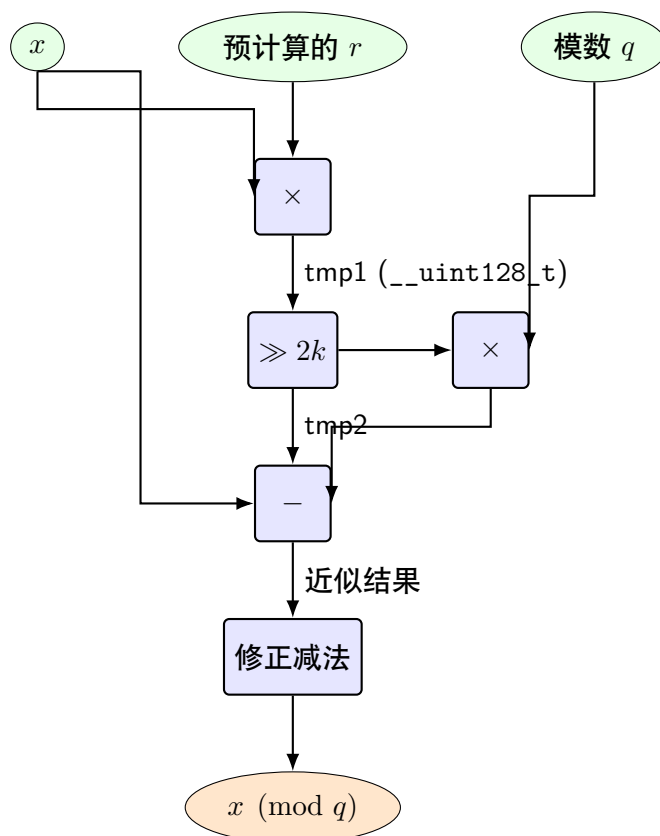 x
预计算的 r
模数 q
×
tmp1 (__uint128_t)
≫ 2k
×
tmp2
−
近似结果
修正减法
x (mod q)